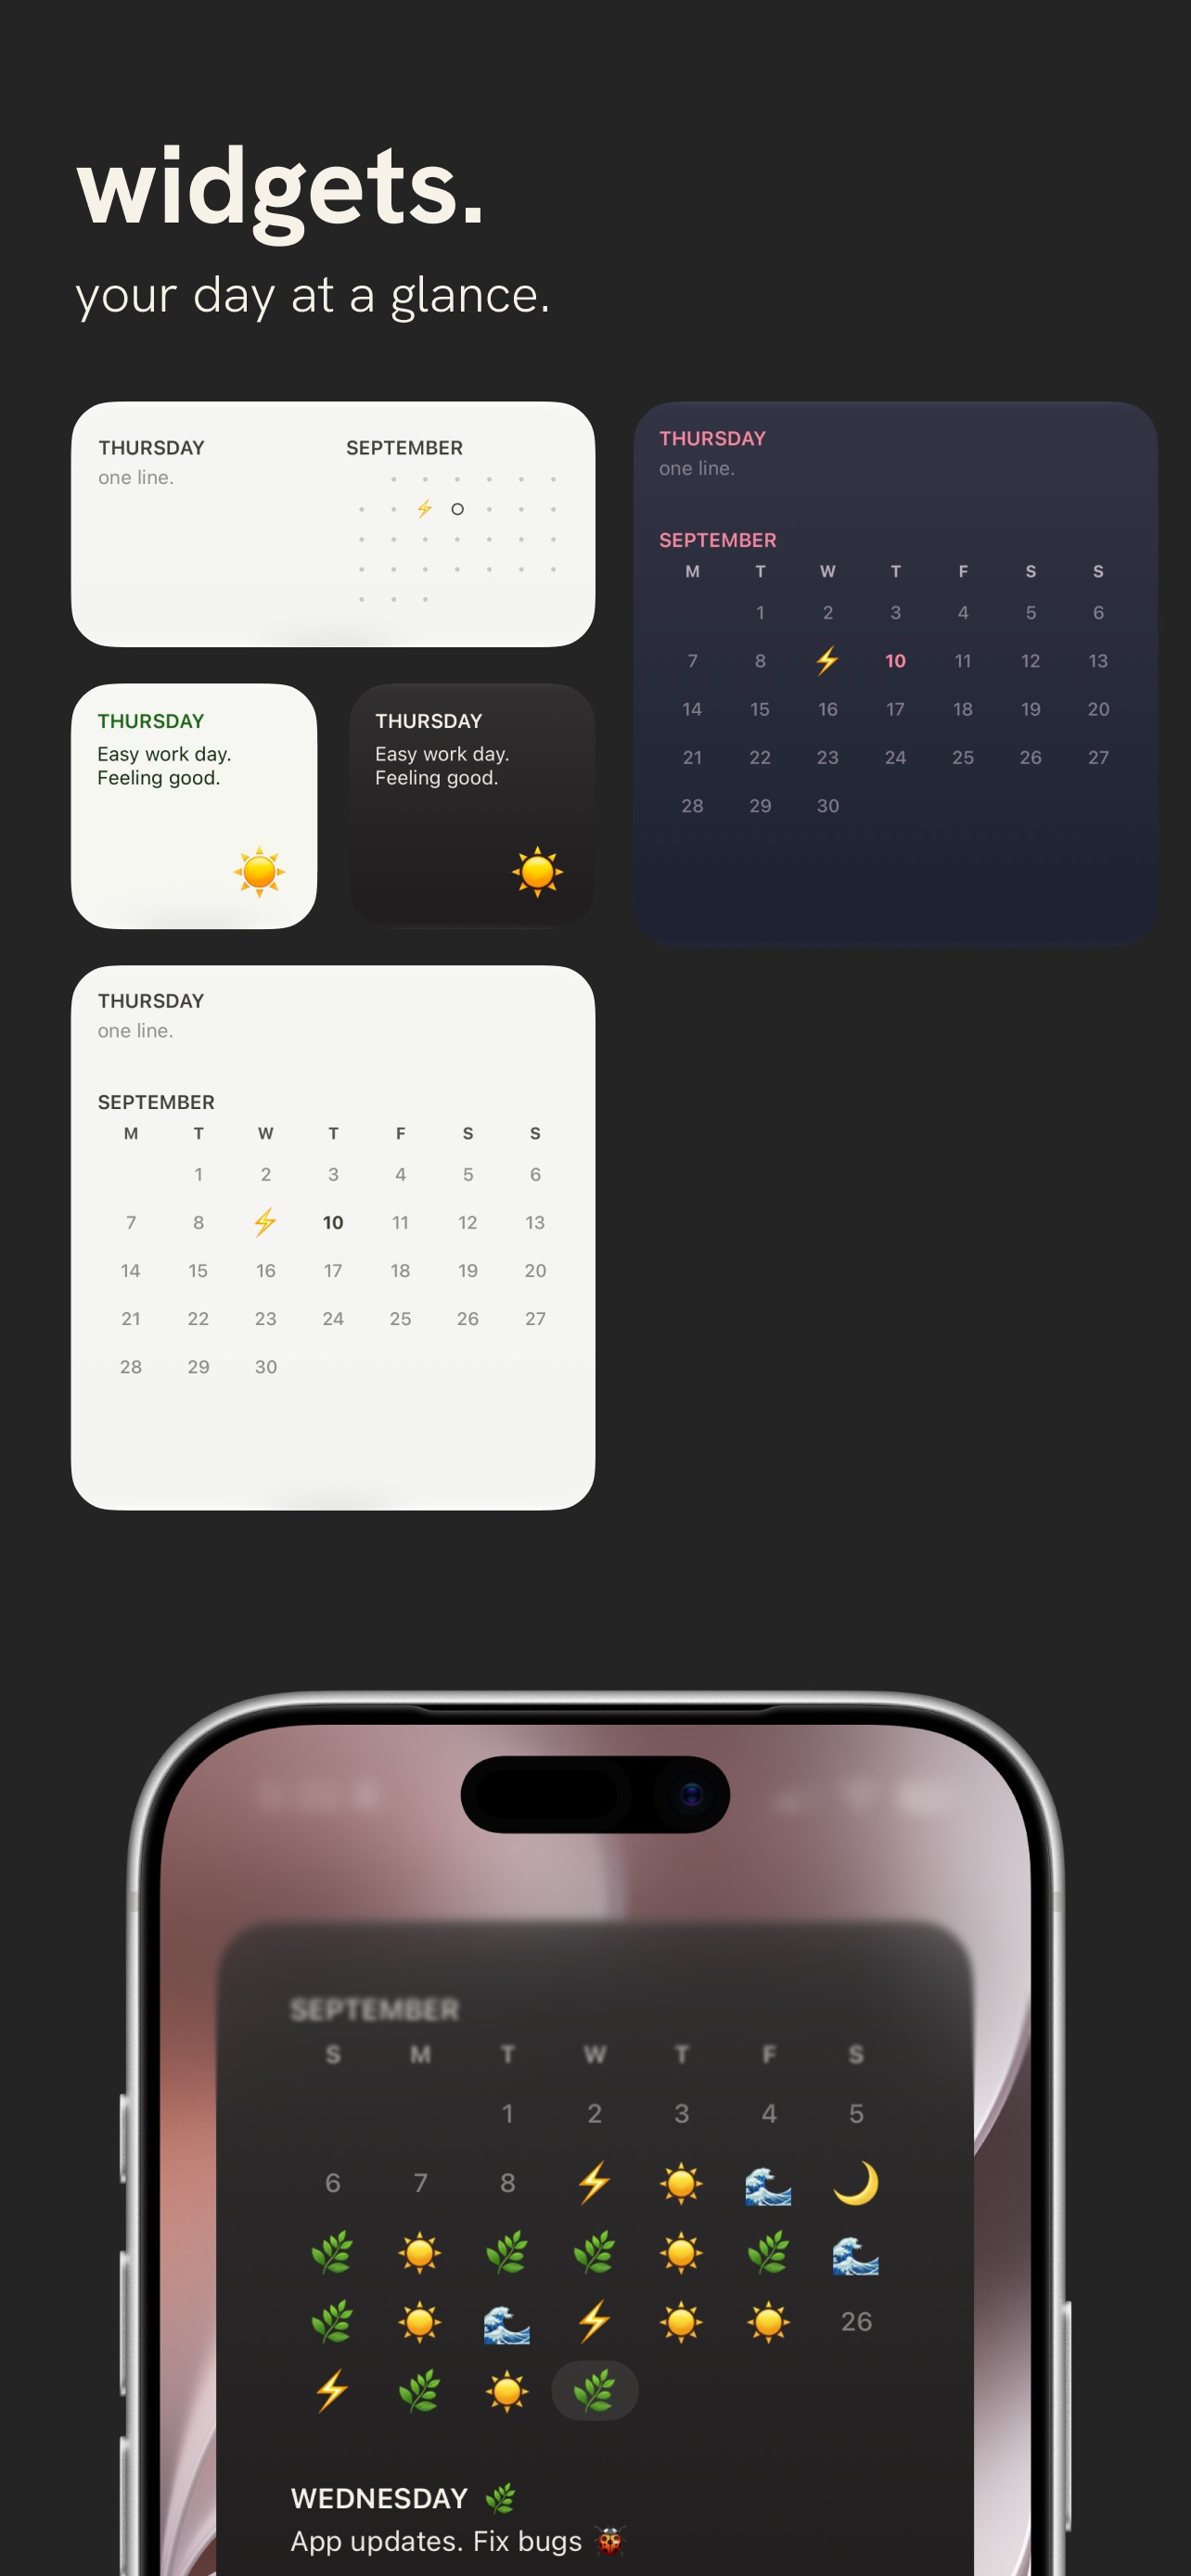 widgets.
your day at a glance.
THURSDAY
one line.
SEPTEMBER
⚡
THURSDAY
Easy work day.
Feeling good.
☀️
THURSDAY
Easy work day.
Feeling good.
☀️
THURSDAY
one line.
SEPTEMBER
M T W T F S S
1 2 3 4 5 6
7 8 ⚡ 10 11 12 13
14 15 16 17 18 19 20
21 22 23 24 25 26 27
28 29 30
THURSDAY
one line.
SEPTEMBER
M T W T F S S
1 2 3 4 5 6
7 8 ⚡ 10 11 12 13
14 15 16 17 18 19 20
21 22 23 24 25 26 27
28 29 30
SEPTEMBER
S M T W T F S
1 2 3 4 5
6 7 8 ⚡ ☀️ 🌊 🌙
🌿 ☀️ 🌿 🌿 ☀️ 🌿 🌊
🌿 ☀️ 🌊 ⚡ ☀️ ☀️ 26
⚡ 🌿 ☀️ 🌿
WEDNESDAY 🌿
App updates. Fix bugs 🐞